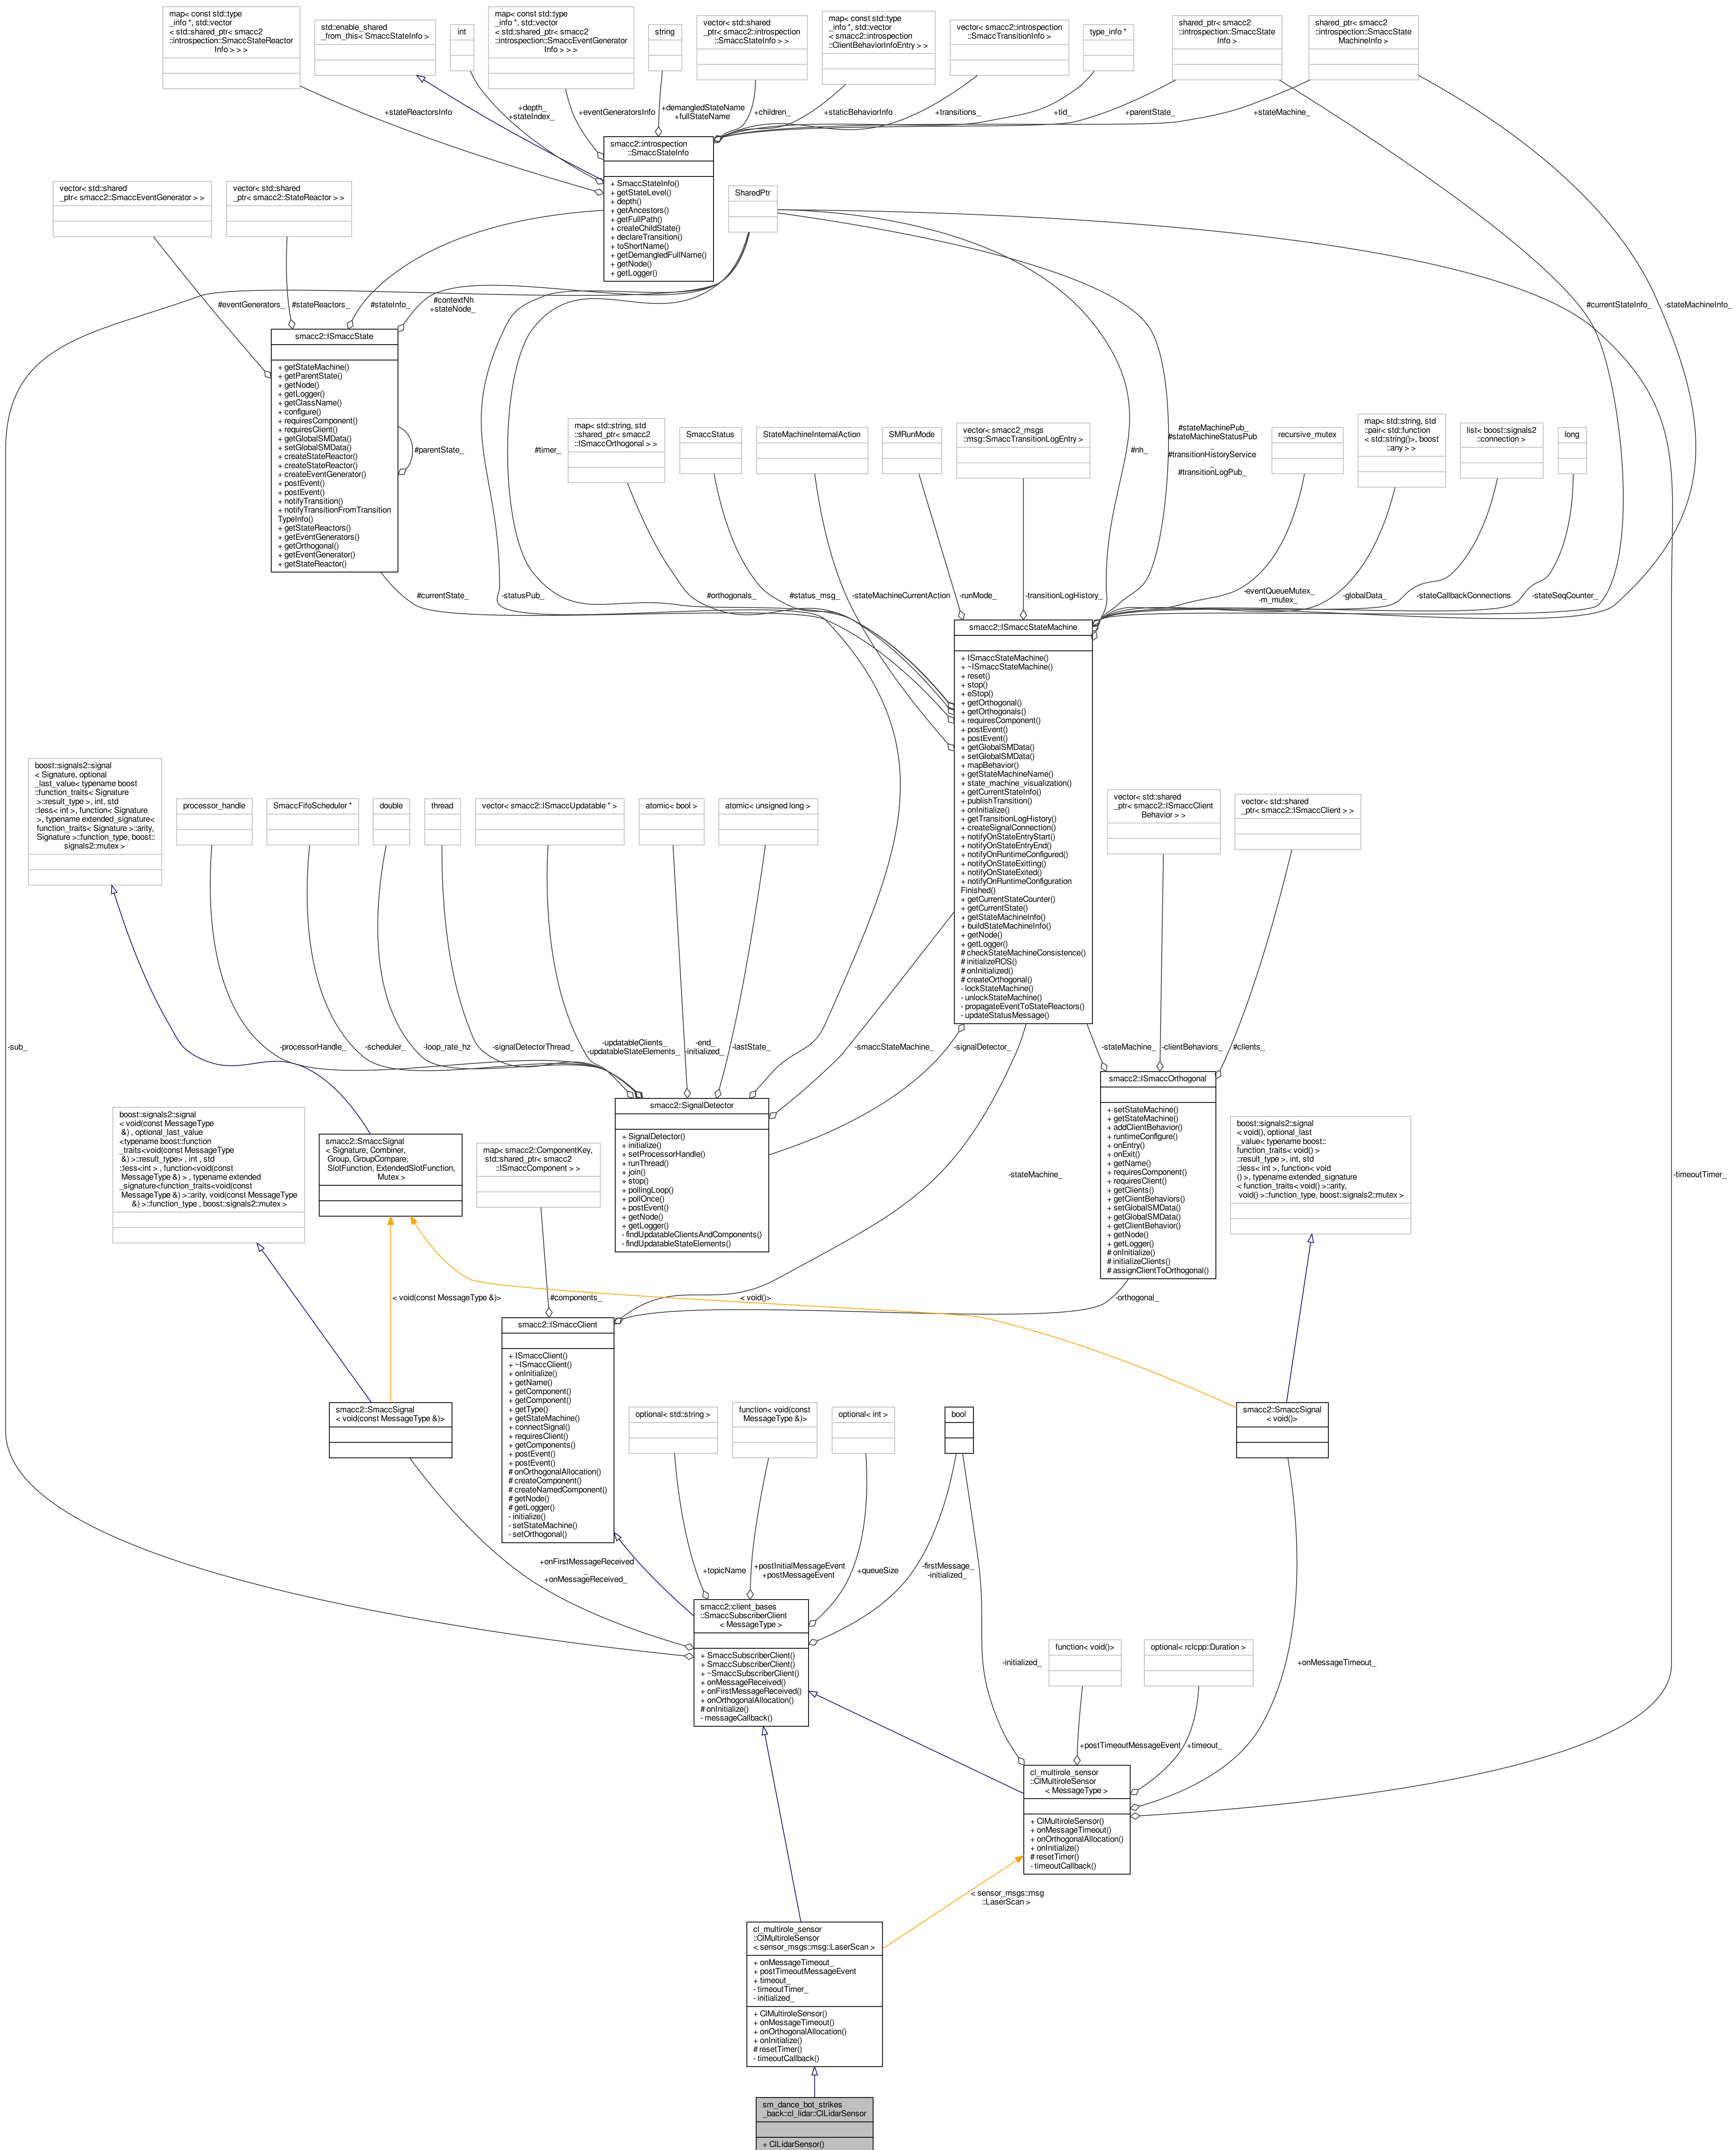 map< const std::type
_info *, std::vector
< std::shared_ptr< smacc2
::introspection::SmaccStateReactor
Info > > >
std::enable_shared
_from_this< SmaccStateInfo >
int
map< const std::type
_info *, std::vector
< std::shared_ptr< smacc2
::introspection::SmaccEventGenerator
Info > > >
string
vector< std::shared
_ptr< smacc2::introspection
::SmaccStateInfo > >
map< const std::type
_info *, std::vector
< smacc2::introspection
::ClientBehaviorInfoEntry > >
vector< smacc2::introspection
::SmaccTransitionInfo >
type_info *
shared_ptr< smacc2
::introspection::SmaccState
Info >
shared_ptr< smacc2
::introspection::SmaccState
MachineInfo >
+stateReactorsInfo
+depth_
+stateIndex_
+eventGeneratorsInfo
+demangledStateName
+fullStateName
+children_
+staticBehaviorInfo
+transitions_
+tid_
+parentState_
+stateMachine_
smacc2::introspection
::SmaccStateInfo
+ SmaccStateInfo()
+ getStateLevel()
+ depth()
+ getAncestors()
+ getFullPath()
+ createChildState()
+ declareTransition()
+ toShortName()
+ getDemangledFullName()
+ getNode()
+ getLogger()
vector< std::shared
_ptr< smacc2::SmaccEventGenerator > >
vector< std::shared
_ptr< smacc2::StateReactor > >
SharedPtr
#eventGenerators_
#stateReactors_
#stateInfo_
#contextNh
+stateNode_
#currentStateInfo_
-stateMachineInfo_
smacc2::ISmaccState
+ getStateMachine()
+ getParentState()
+ getNode()
+ getLogger()
+ getClassName()
+ configure()
+ requiresComponent()
+ requiresClient()
+ getGlobalSMData()
+ setGlobalSMData()
+ createStateReactor()
+ createStateReactor()
+ createEventGenerator()
+ postEvent()
+ postEvent()
+ notifyTransition()
+ notifyTransitionFromTransition
TypeInfo()
+ getStateReactors()
+ getEventGenerators()
+ getOrthogonal()
+ getEventGenerator()
+ getStateReactor()
#parentState_
#timer_
map< std::string, std
::shared_ptr< smacc2
::ISmaccOrthogonal > >
SmaccStatus
StateMachineInternalAction
SMRunMode
vector< smacc2_msgs
::msg::SmaccTransitionLogEntry >
#nh_
#stateMachinePub_
#stateMachineStatusPub
_
#transitionHistoryService
_
#transitionLogPub_
recursive_mutex
map< std::string, std
::pair< std::function
< std::string()>, boost
::any > >
list< boost::signals2
::connection >
long
#currentState_
-statusPub_
#orthogonals_
#status_msg_
-stateMachineCurrentAction
-runMode_
-transitionLogHistory_
-eventQueueMutex_
-m_mutex_
-globalData_
-stateCallbackConnections
-stateSeqCounter_
smacc2::ISmaccStateMachine
+ ISmaccStateMachine()
+ ~ISmaccStateMachine()
+ reset()
+ stop()
+ eStop()
+ getOrthogonal()
+ getOrthogonals()
+ requiresComponent()
+ postEvent()
+ postEvent()
+ getGlobalSMData()
+ setGlobalSMData()
+ mapBehavior()
+ getStateMachineName()
+ state_machine_visualization()
+ getCurrentStateInfo()
+ publishTransition()
+ onInitialize()
+ getTransitionLogHistory()
+ createSignalConnection()
+ notifyOnStateEntryStart()
+ notifyOnStateEntryEnd()
+ notifyOnRuntimeConfigured()
+ notifyOnStateExitting()
+ notifyOnStateExited()
+ notifyOnRuntimeConfiguration
Finished()
+ getCurrentStateCounter()
+ getCurrentState()
+ getStateMachineInfo()
+ buildStateMachineInfo()
+ getNode()
+ getLogger()
# checkStateMachineConsistence()
# initializeROS()
# onInitialized()
# createOrthogonal()
- lockStateMachine()
- unlockStateMachine()
- propagateEventToStateReactors()
- updateStatusMessage()
boost::signals2::signal
< Signature, optional
_last_value< typename boost
::function_traits< Signature
>::result_type >, int, std
::less< int >, function< Signature
>, typename extended_signature<
function_traits< Signature >::arity,
Signature >::function_type, boost::
signals2::mutex >
processor_handle
SmaccFifoScheduler *
double
thread
vector< smacc2::ISmaccUpdatable * >
atomic< bool >
atomic< unsigned long >
vector< std::shared
_ptr< smacc2::ISmaccClient
Behavior > >
vector< std::shared
_ptr< smacc2::ISmaccClient > >
-sub_
-processorHandle_
-scheduler_
-loop_rate_hz
-signalDetectorThread_
-updatableClients_
-updatableStateElements_
-end_
-initialized_
-lastState_
-smaccStateMachine_
-signalDetector_
-stateMachine_
-clientBehaviors_
#clients_
smacc2::SignalDetector
+ SignalDetector()
+ initialize()
+ setProcessorHandle()
+ runThread()
+ join()
+ stop()
+ pollingLoop()
+ pollOnce()
+ postEvent()
+ getNode()
+ getLogger()
- findUpdatableClientsAndComponents()
- findUpdatableStateElements()
smacc2::ISmaccOrthogonal
+ setStateMachine()
+ getStateMachine()
+ addClientBehavior()
+ runtimeConfigure()
+ onEntry()
+ onExit()
+ getName()
+ requiresComponent()
+ requiresClient()
+ getClients()
+ getClientBehaviors()
+ setGlobalSMData()
+ getGlobalSMData()
+ getClientBehavior()
+ getNode()
+ getLogger()
# onInitialize()
# initializeClients()
# assignClientToOrthogonal()
boost::signals2::signal
< void(const MessageType
&) , optional_last_value
<typename boost::function
_traits<void(const MessageType
&) >::result_type> , int , std
::less<int > , function<void(const
MessageType &) > , typename extended
_signature<function_traits<void(const
MessageType &) >::arity, void(const MessageType
&) >::function_type , boost::signals2::mutex >
smacc2::SmaccSignal
< Signature, Combiner,
Group, GroupCompare,
SlotFunction, ExtendedSlotFunction,
Mutex >
map< smacc2::ComponentKey,
std::shared_ptr< smacc2
::ISmaccComponent > >
boost::signals2::signal
< void(), optional_last
_value< typename boost::
function_traits< void() >
::result_type >, int, std
::less< int >, function< void
() >, typename extended_signature
< function_traits< void() >::arity,
void() >::function_type, boost::signals2::mutex >
-stateMachine_
-timeoutTimer_
< void(const MessageType &)>
#components_
< void()>
-orthogonal_
smacc2::ISmaccClient
+ ISmaccClient()
+ ~ISmaccClient()
+ onInitialize()
+ getName()
+ getComponent()
+ getComponent()
+ getType()
+ getStateMachine()
+ connectSignal()
+ requiresClient()
+ getComponents()
+ postEvent()
+ postEvent()
# onOrthogonalAllocation()
# createComponent()
# createNamedComponent()
# getNode()
# getLogger()
- initialize()
- setStateMachine()
- setOrthogonal()
smacc2::SmaccSignal
< void(const MessageType &)>
optional< std::string >
function< void(const
MessageType &)>
optional< int >
bool
smacc2::SmaccSignal
< void()>
+onFirstMessageReceived
_
+onMessageReceived_
+topicName
+postInitialMessageEvent
+postMessageEvent
+queueSize
-firstMessage_
-initialized_
smacc2::client_bases
::SmaccSubscriberClient
< MessageType >
+ SmaccSubscriberClient()
+ SmaccSubscriberClient()
+ ~SmaccSubscriberClient()
+ onMessageReceived()
+ onFirstMessageReceived()
+ onOrthogonalAllocation()
# onInitialize()
- messageCallback()
function< void()>
optional< rclcpp::Duration >
-initialized_
+onMessageTimeout_
+postTimeoutMessageEvent
+timeout_
cl_multirole_sensor
::ClMultiroleSensor
< MessageType >
+ ClMultiroleSensor()
+ onMessageTimeout()
+ onOrthogonalAllocation()
+ onInitialize()
# resetTimer()
- timeoutCallback()
< sensor_msgs::msg
::LaserScan >
cl_multirole_sensor
::ClMultiroleSensor
< sensor_msgs::msg::LaserScan >
+ onMessageTimeout_
+ postTimeoutMessageEvent
+ timeout_
- timeoutTimer_
- initialized_
+ ClMultiroleSensor()
+ onMessageTimeout()
+ onOrthogonalAllocation()
+ onInitialize()
# resetTimer()
- timeoutCallback()
sm_dance_bot_strikes
_back::cl_lidar::ClLidarSensor
+ ClLidarSensor()